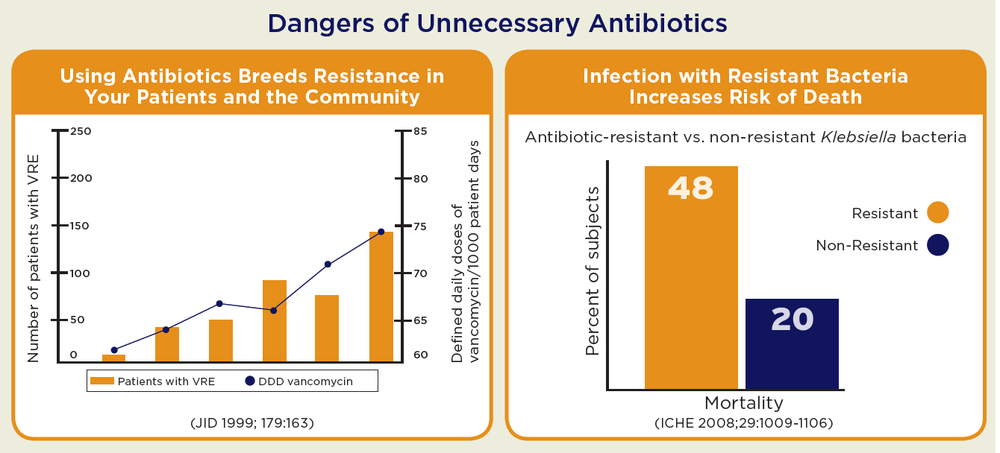 Dangers of Unnecessary Antibiotics
Using Antibiotics Breeds Resistance in
Your Patients and the Community
Number of patients with VRE
250
200
150
100
50
0
85
80
75
70
65
60
Defined daily doses of
vancomycin/1000 patient days
Patients with VRE
DDD vancomycin
(JID 1999; 179:163)
Infection with Resistant Bacteria
Increases Risk of Death
Antibiotic-resistant vs. non-resistant Klebsiella bacteria
Percent of subjects
48
20
Resistant
Non-Resistant
Mortality
(ICHE 2008;29:1009-1106)